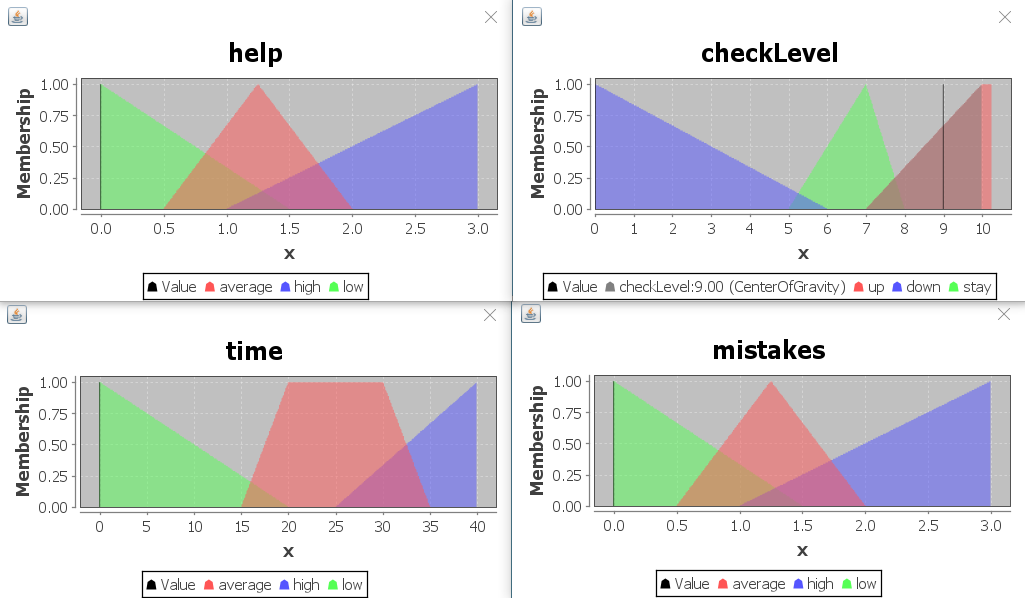 help
1.00
0.75
0.50
0.25
0.00
Membership
0.0 0.5 1.0 1.5 2.0 2.5 3.0
x
Value average high low
checkLevel
1.00
0.75
0.50
0.25
0.00
Membership
0 1 2 3 4 5 6 7 8 9 10
x
Value checkLevel:9.00 (CenterOfGravity) up down stay
time
1.00
0.75
0.50
0.25
0.00
Membership
0 5 10 15 20 25 30 35 40
x
Value average high low
mistakes
1.00
0.75
0.50
0.25
0.00
Membership
0.0 0.5 1.0 1.5 2.0 2.5 3.0
x
Value average high low